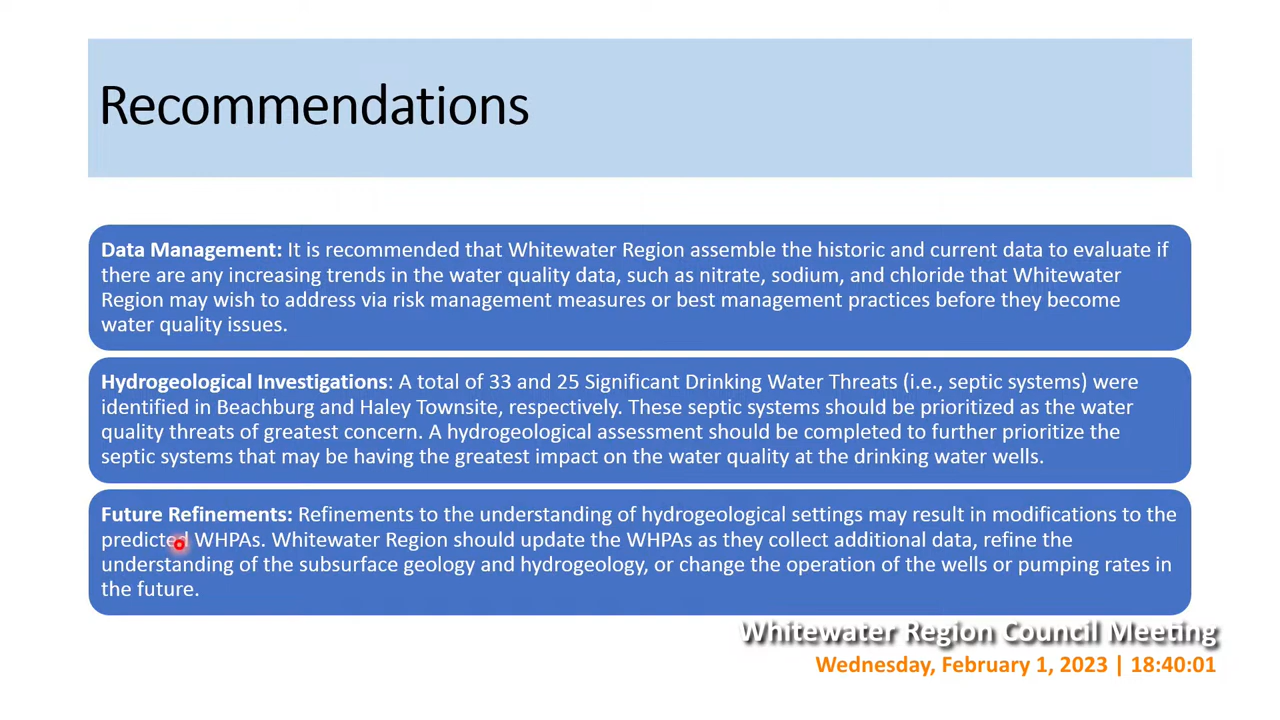 Recommendations
Data Management: It is recommended that Whitewater Region assemble the historic and current data to evaluate if
there are any increasing trends in the water quality data, such as nitrate, sodium, and chloride that Whitewater
Region may wish to address via risk management measures or best management practices before they become
water quality issues.
Hydrogeological Investigations: A total of 33 and 25 Significant Drinking Water Threats (i.e., septic systems) were
identified in Beachburg and Haley Townsite, respectively. These septic systems should be prioritized as the water
quality threats of greatest concern. A hydrogeological assessment should be completed to further prioritize the
septic systems that may be having the greatest impact on the water quality at the drinking water wells.
Future Refinements: Refinements to the understanding of hydrogeological settings may result in modifications to the
predicted WHPAs. Whitewater Region should update the WHPAs as they collect additional data, refine the
understanding of the subsurface geology and hydrogeology, or change the operation of the wells or pumping rates in
the future.
Whitewater Region Council Meeting
Wednesday, February 1, 2023 | 18:40:01